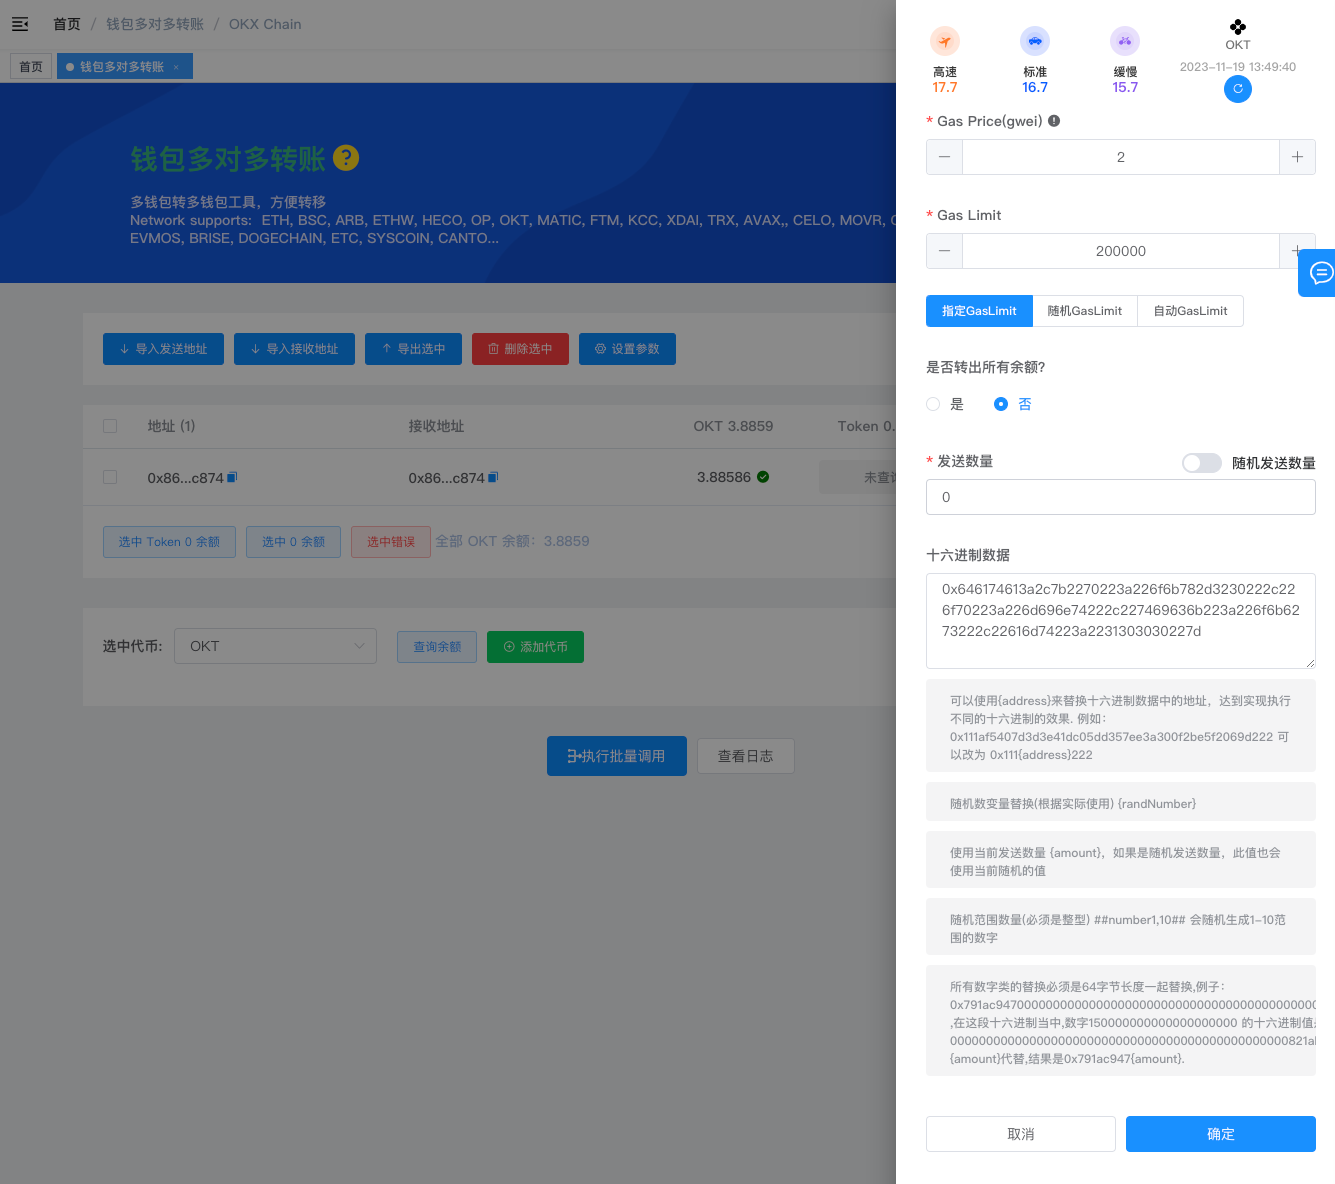 首页 / 钱包多对多转账 / OKX Chain
首页
钱包多对多转账 ×
钱包多对多转账 ?
多钱包转多钱包工具，方便转移
Network supports: ETH, BSC, ARB, ETHW, HECO, OP, OKT, MATIC, FTM, KCC, XDAI, TRX, AVAX,, CELO, MOVR,
EVMOS, BRISE, DOGECHAIN, ETC, SYSCOIN, CANTO...
导入发送地址
导入接收地址
导出选中
删除选中
设置参数
地址 (1)
接收地址
OKT 3.8859
Token 0.
0x86...c874
0x86...c874
3.88586
未查询
选中 Token 0 余额
选中 0 余额
选中错误
全部 OKT 余额：3.8859
选中代币:
OKT
查询余额
添加代币
执行批量调用
查看日志
高速
17.7
标准
16.7
缓慢
15.7
OKT
2023-11-19 13:49:40
* Gas Price(gwei)
2
* Gas Limit
200000
指定GasLimit
随机GasLimit
自动GasLimit
是否转出所有余额?
是
否
* 发送数量
随机发送数量
0
十六进制数据
0x646174613a2c7b2270223a226f6b782d3230222c22
6f70223a226d696e74222c227469636b223a226f6b62
73222c22616d74223a2231303030227d
可以使用{address}来替换十六进制数据中的地址，达到实现执行
不同的十六进制的效果. 例如：
0x111af5407d3d3e41dc05dd357ee3a300f2be5f2069d222 可
以改为 0x111{address}222
随机数变量替换(根据实际使用) {randNumber}
使用当前发送数量 {amount}，如果是随机发送数量，此值也会
使用当前随机的值
随机范围数量(必须是整型) ##number1,10## 会随机生成1-10范
围的数字
所有数字类的替换必须是64字节长度一起替换,例子：
0x791ac9470000000000000000000000000000000000000000
,在这段十六进制当中,数字150000000000000000000 的十六进制值
000000000000000000000000000000000000000000000821a
{amount}代替,结果是0x791ac947{amount}.
取消
确定